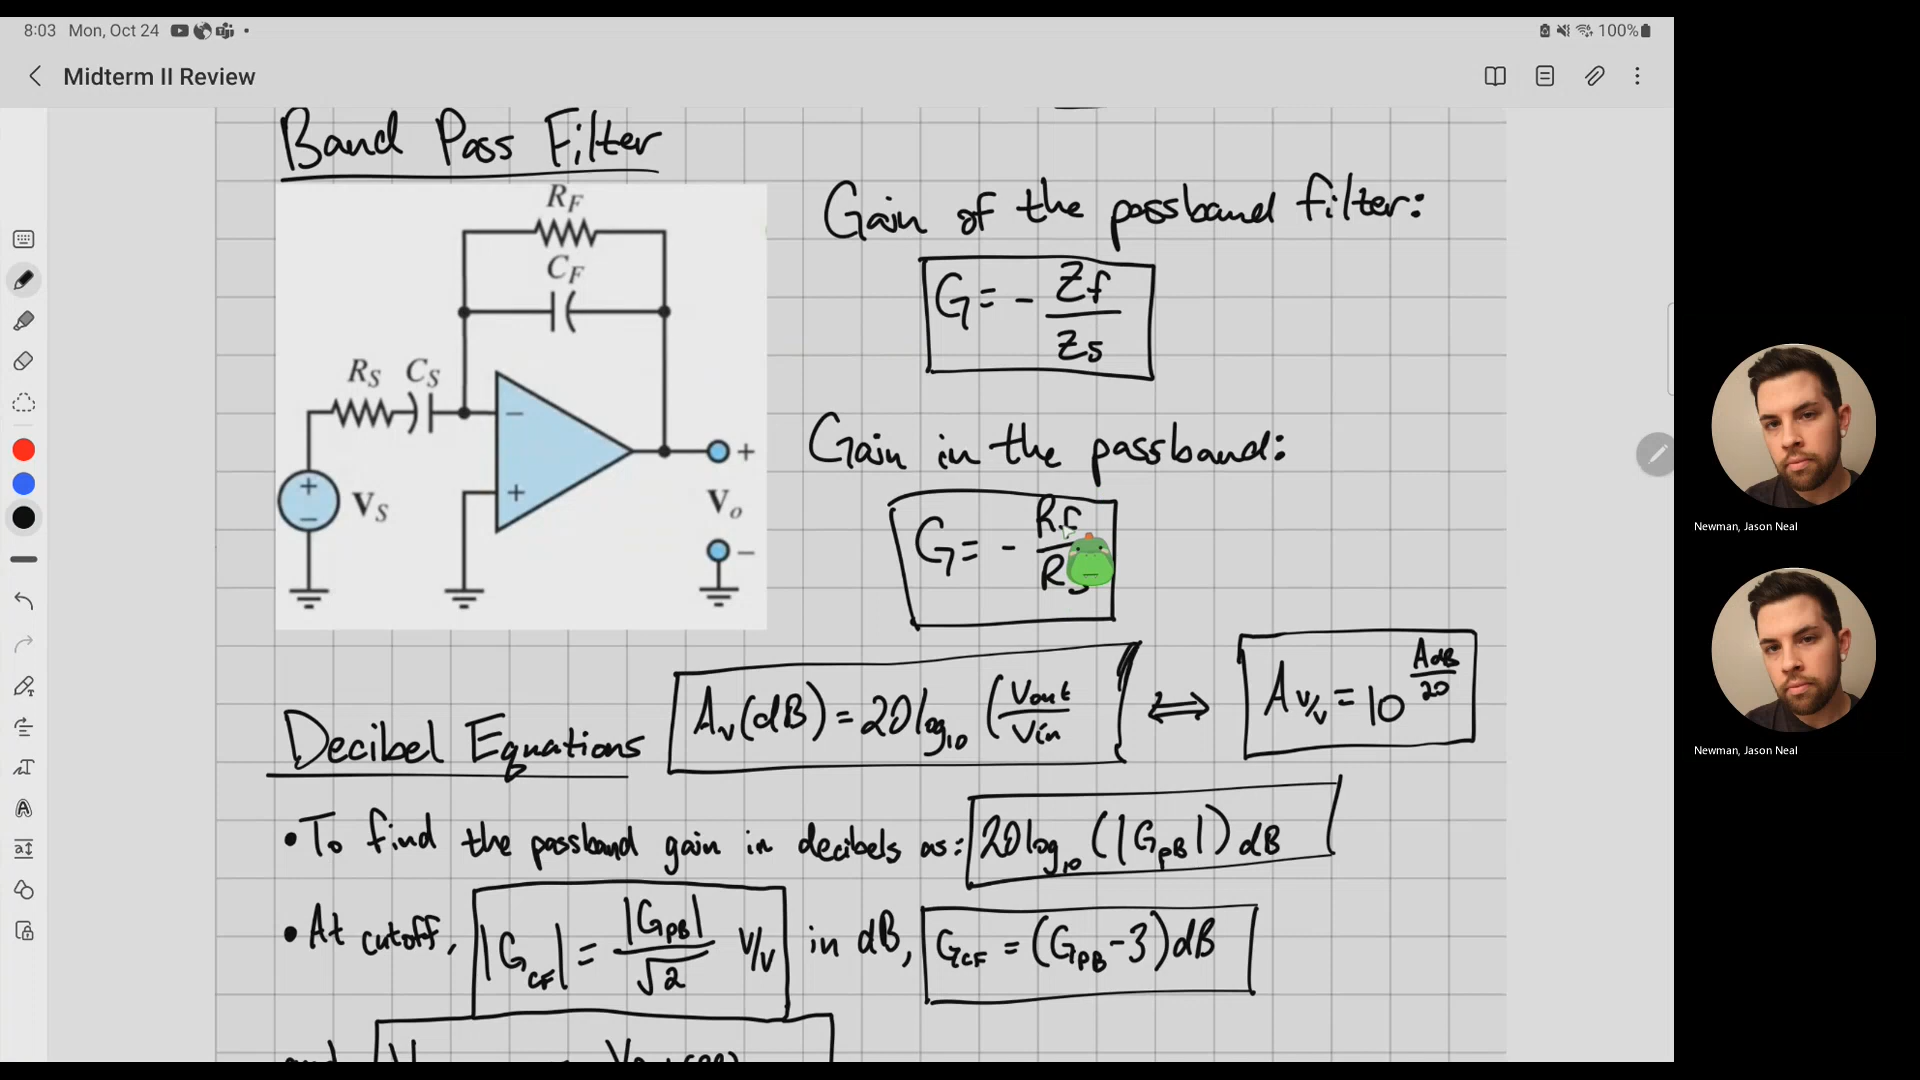 8:03 Mon, Oct 24
100%
Midterm II Review
Band Pass Filter
Gain of the passband filter:
G = - Zf / Zs
RF
CF
RS CS
VS
Vo
Gain in the passband:
G = - Rf / Rs
Decibel Equations
Av(dB) = 20log10 (Vout / Vin ⟺ A v/v = 10^(AdB/20)
• To find the passband gain in decibels as: 20log10 (|GPB|) dB
• At cutoff, |GCF| = |GPB| / √2 V/V in dB, GCF = (GPB-3)dB
and
Newman, Jason Neal
Newman, Jason Neal